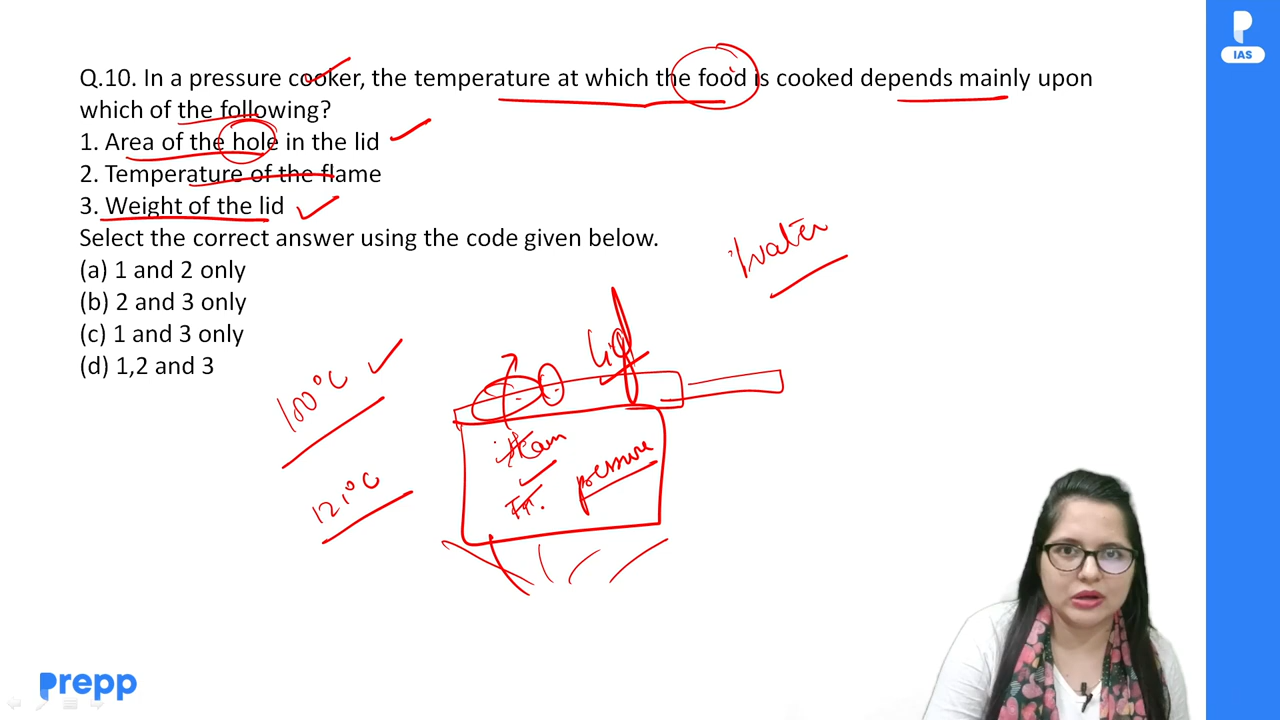 IAS
Q.10. In a pressure cooker, the temperature at which the food is cooked depends mainly upon
which of the following?
1. Area of the hole in the lid
2. Temperature of the flame
3. Weight of the lid
Select the correct answer using the code given below.
(a) 1 and 2 only
(b) 2 and 3 only
(c) 1 and 3 only
(d) 1,2 and 3
water
lid
100°C
steam
pressure
121°C
prepp